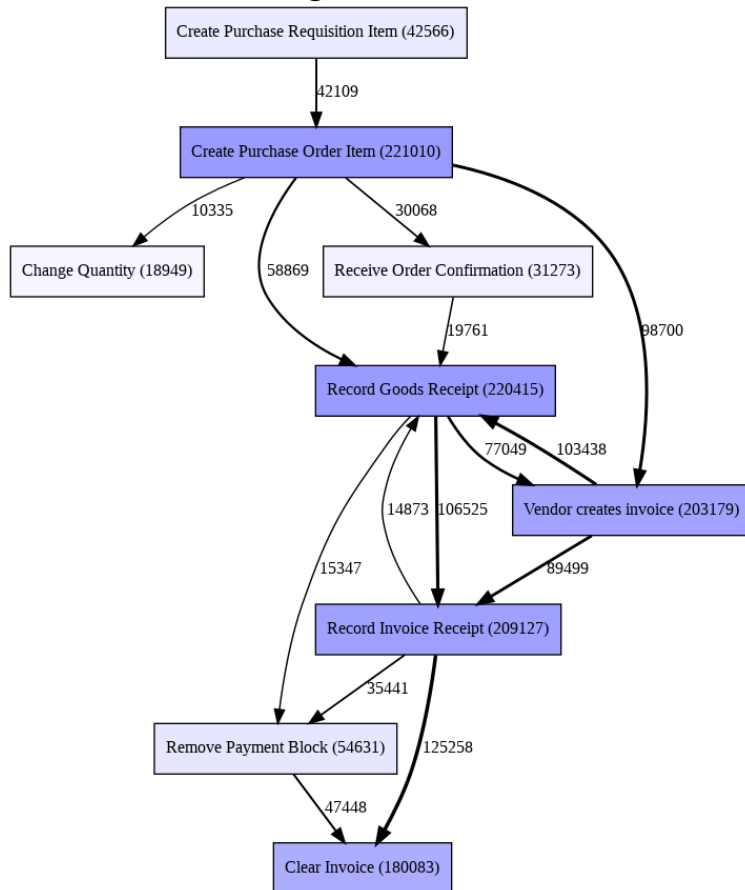 Create Purchase Requisition Item (42566)
42109
Create Purchase Order Item (221010)
10335
30068
Change Quantity (18949)
58869
Receive Order Confirmation (31273)
19761
98700
Record Goods Receipt (220415)
77049
103438
14873
106525
Vendor creates invoice (203179)
15347
89499
Record Invoice Receipt (209127)
35441
Remove Payment Block (54631)
125258
47448
Clear Invoice (180083)